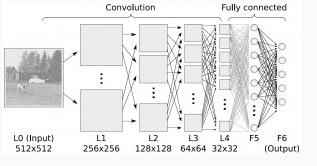 Convolution
Fully connected
L0 (Input)
512x512
L1
256x256
L2
128x128
L3
64x64
L4
32x32
F5
F6
(Output)